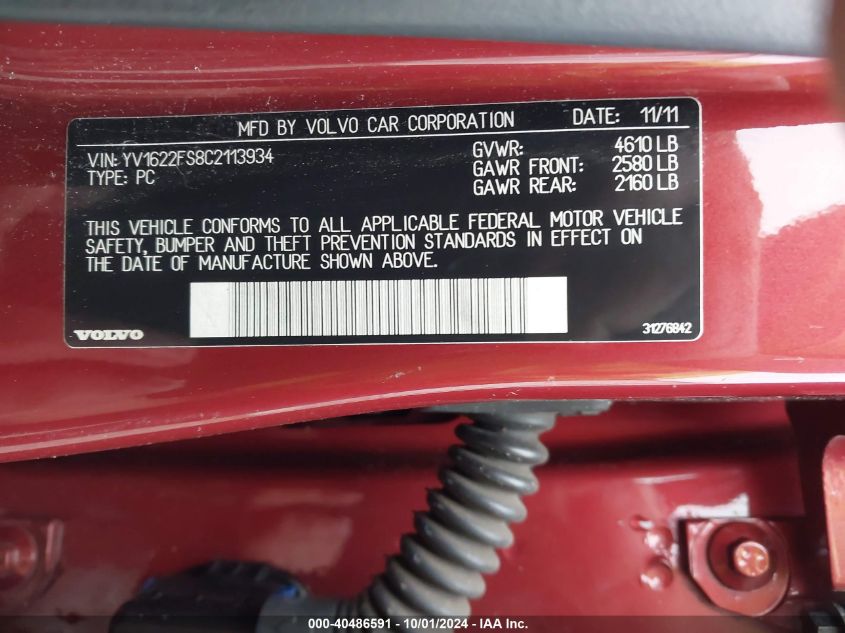 MFD BY VOLVO CAR CORPORATION DATE: 11/11
VIN: YV1622FS8C2113934 GVWR: 4610 LB
TYPE: PC GAWR FRONT: 2580 LB
GAWR REAR: 2160 LB
THIS VEHICLE CONFORMS TO ALL APPLICABLE FEDERAL MOTOR VEHICLE
SAFETY, BUMPER AND THEFT PREVENTION STANDARDS IN EFFECT ON
THE DATE OF MANUFACTURE SHOWN ABOVE.
VOLVO 31276842
000-40486591 - 10/01/2024 - IAA Inc.